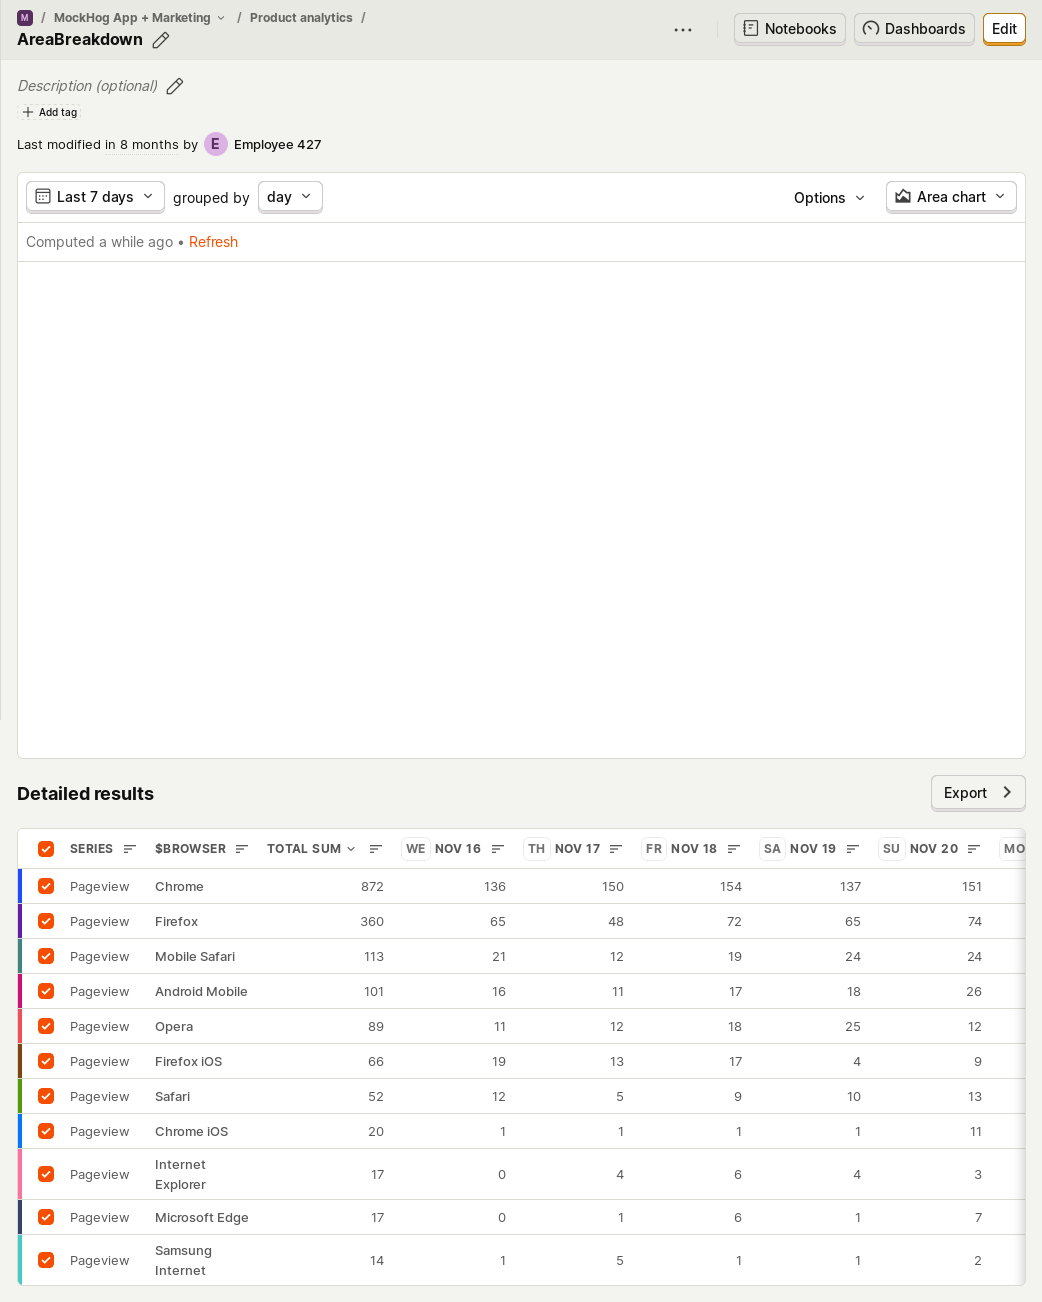 M / MockHog App + Marketing / Product analytics /
AreaBreakdown
Notebooks
Dashboards
Edit
Description (optional)
Add tag
Last modified in 8 months by E Employee 427
Last 7 days grouped by day
Options
Area chart
Computed a while ago • Refresh
Detailed results
Export
SERIES $BROWSER TOTAL SUM WE NOV 16 TH NOV 17 FR NOV 18 SA NOV 19 SU NOV 20 MO
Pageview Chrome 872 136 150 154 137 151
Pageview Firefox 360 65 48 72 65 74
Pageview Mobile Safari 113 21 12 19 24 24
Pageview Android Mobile 101 16 11 17 18 26
Pageview Opera 89 11 12 18 25 12
Pageview Firefox iOS 66 19 13 17 4 9
Pageview Safari 52 12 5 9 10 13
Pageview Chrome iOS 20 1 1 1 1 11
Pageview Internet Explorer 17 0 4 6 4 3
Pageview Microsoft Edge 17 0 1 6 1 7
Pageview Samsung Internet 14 1 5 1 1 2